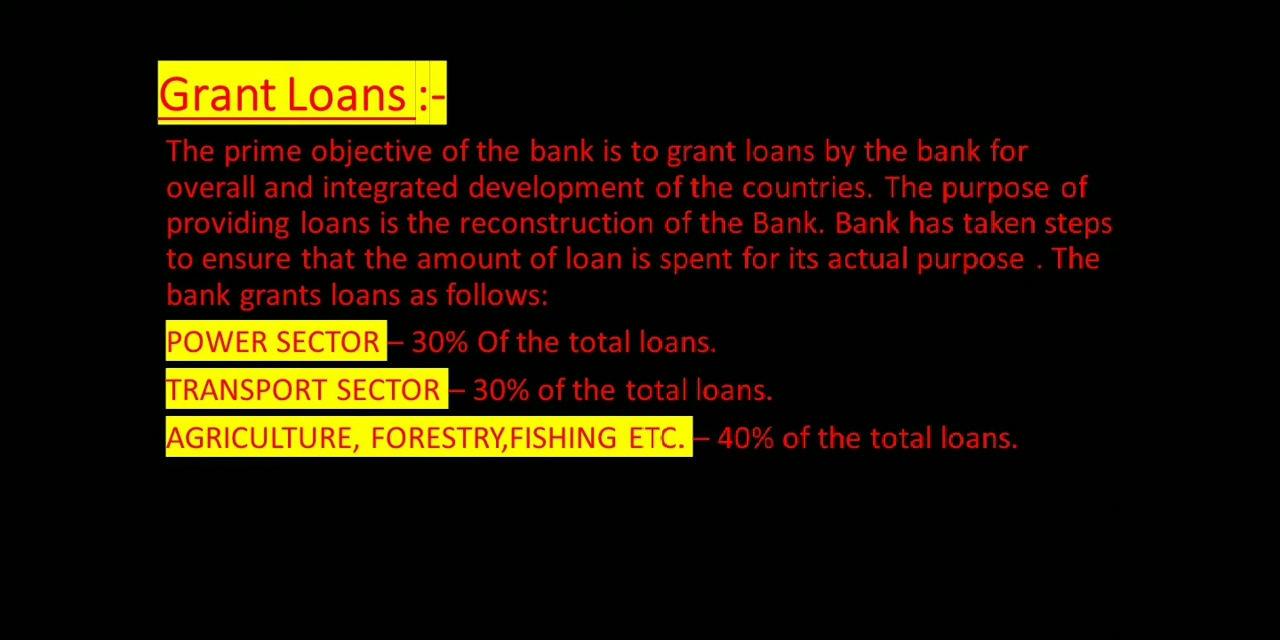 Grant Loans :-
The prime objective of the bank is to grant loans by the bank for
overall and integrated development of the countries. The purpose of
providing loans is the reconstruction of the Bank. Bank has taken steps
to ensure that the amount of loan is spent for its actual purpose . The
bank grants loans as follows:
POWER SECTOR – 30% Of the total loans.
TRANSPORT SECTOR – 30% of the total loans.
AGRICULTURE, FORESTRY,FISHING ETC. – 40% of the total loans.